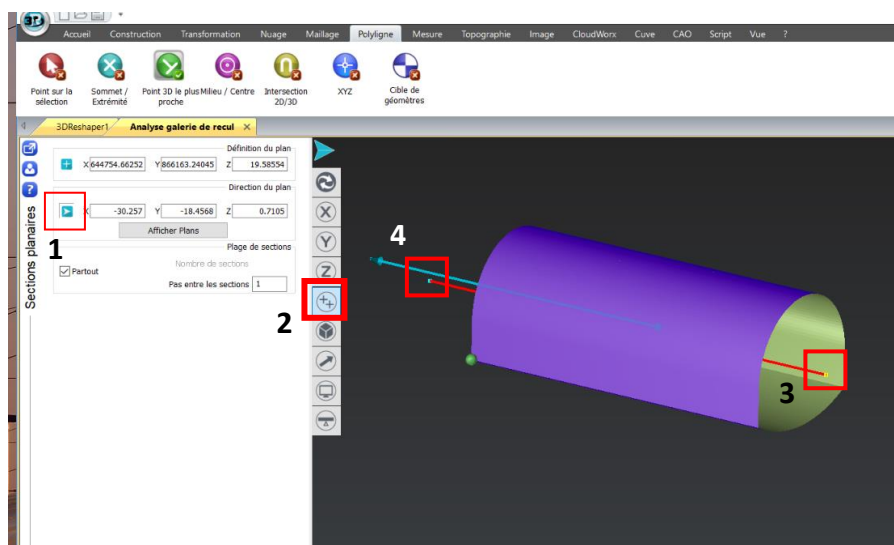 3D
Accueil Construction Transformation Nuage Maillage Polyligne Mesure Topographie Image CloudWorx Cuve CAO Script Vue ?
Point sur la sélection
Sommet / Extrémité
Point 3D le plus proche
Milieu / Centre
Intersection 2D/3D
XYZ
Cible de géomètres
3DReshaper1 Analyse galerie de recul X
Sections planaires
Définition du plan
X 644754.66252 Y 866163.24045 Z 19.58554
Direction du plan
X -30.257 Y -18.4568 Z 0.7105
1
Afficher Plans
Plage de sections
Partout
Nombre de sections
Pas entre les sections 1
X
Y
Z
2
4
3